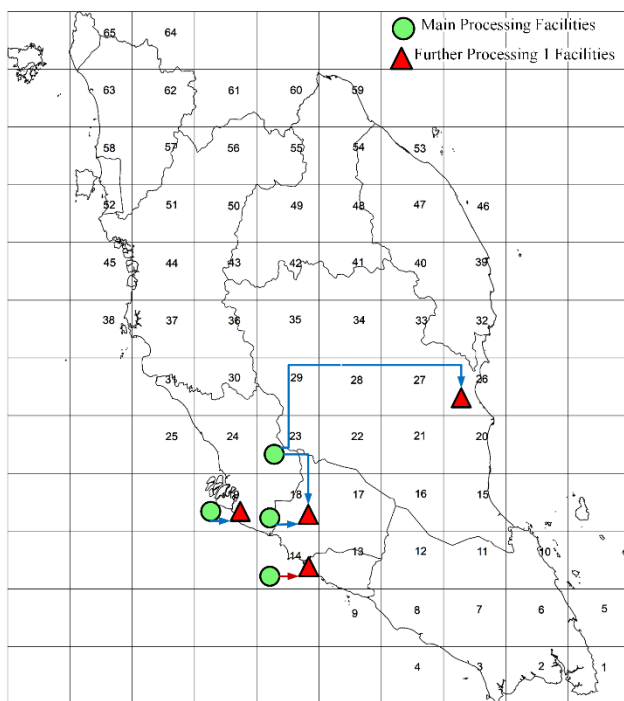 Main Processing Facilities
65 64
Further Processing 1 Facilities
63 62 61 60 59
58 57 56 55 54 53
52 51 50 49 48 47 46
45 44 43 42 41 40 39
38 37 36 35 34 33 32
31 30 29 28 27 26
25 24 23 22 21 20
19 18 17 16 15
14 13 12 11 10
9 8 7 6 5
4 3 2 1